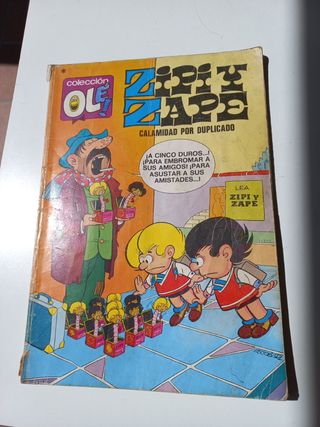 colección
OLÉ!
ZIPI Y
ZAPE
CALAMIDAD POR DUPLICADO
¡A CINCO DUROS...!
¡PARA EMBROMAR A
SUS AMIGOS! ¡PARA
ASUSTAR A SUS
AMISTADES...!
LEA
ZIPI Y
ZAPE